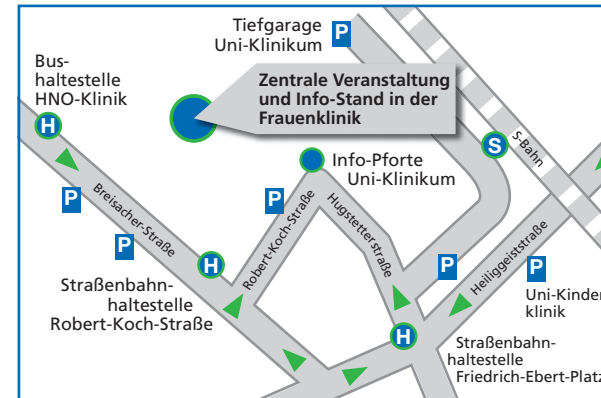 Tiefgarage
Uni-Klinikum
P
Bus-
haltestelle
HNO-Klinik
H
Zentrale Veranstaltung
und Info-Stand in der
Frauenklinik
S
S-Bahn
Info-Pforte
Uni-Klinikum
P
Breisacher-Straße
P
P
Robert-Koch-Straße
Hugstetterstraße
H
Straßenbahn-
haltestelle
Robert-Koch-Straße
P
Heiliggeiststraße
P
Uni-Kinder
klinik
H
Straßenbahn-
haltestelle
Friedrich-Ebert-Platz